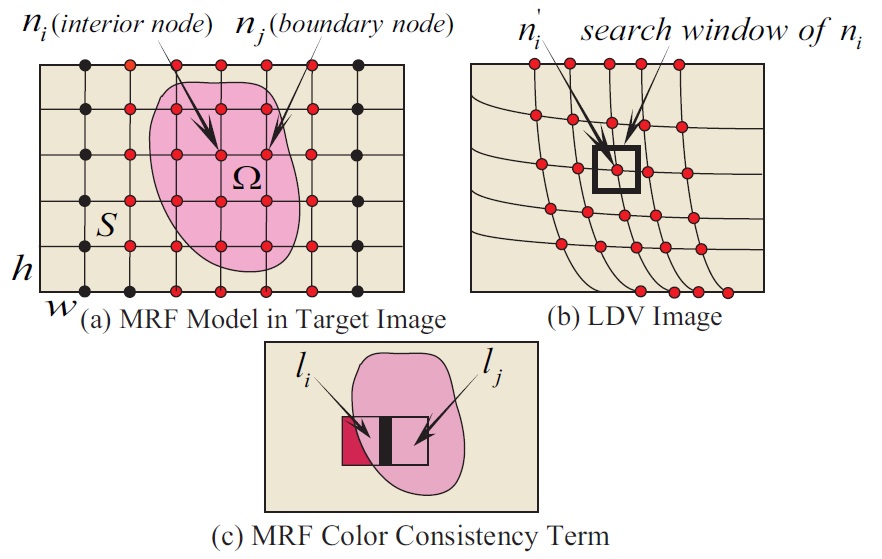 n_i (interior node) n_j (boundary node)
n_i' search window of n_i
Ω
S
h
w
(a) MRF Model in Target Image
(b) LDV Image
l_i l_j
(c) MRF Color Consistency Term